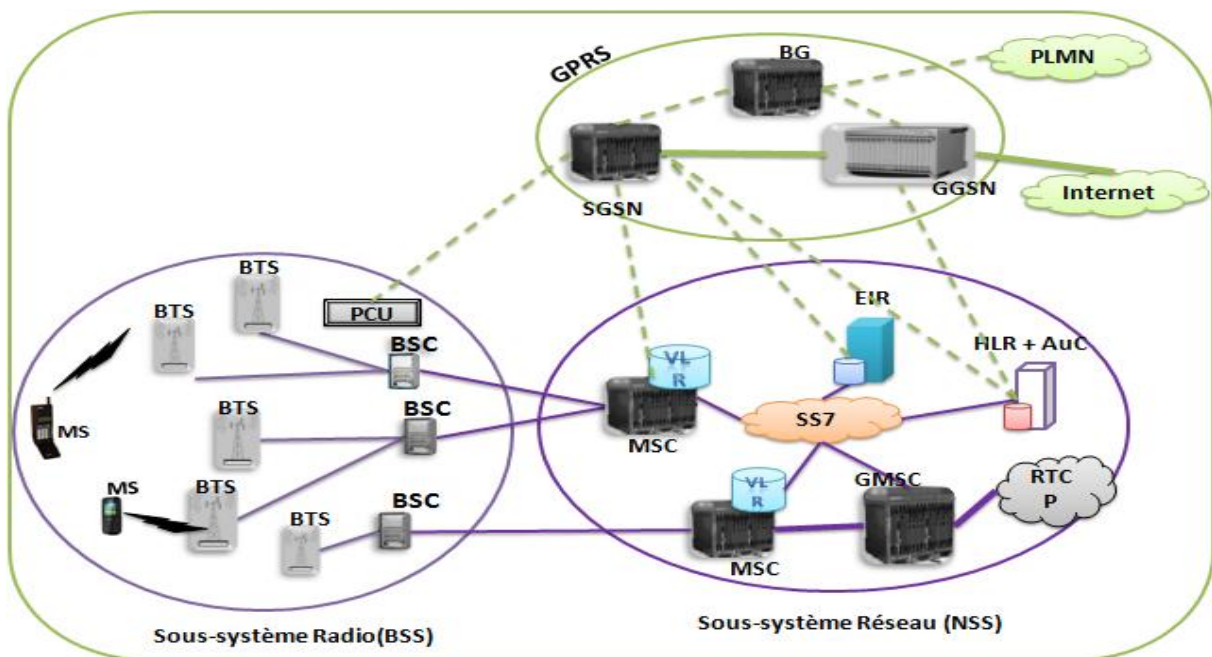 GPRS
BG
PLMN
SGSN
GGSN
Internet
BTS
BTS
PCU
BSC
EIR
HLR + AuC
VL
R
MS
BTS
BSC
MSC
SS7
MS
BTS
BTS
BSC
VL
R
GMSC
RTC
P
MSC
Sous-système Radio(BSS)
Sous-système Réseau (NSS)